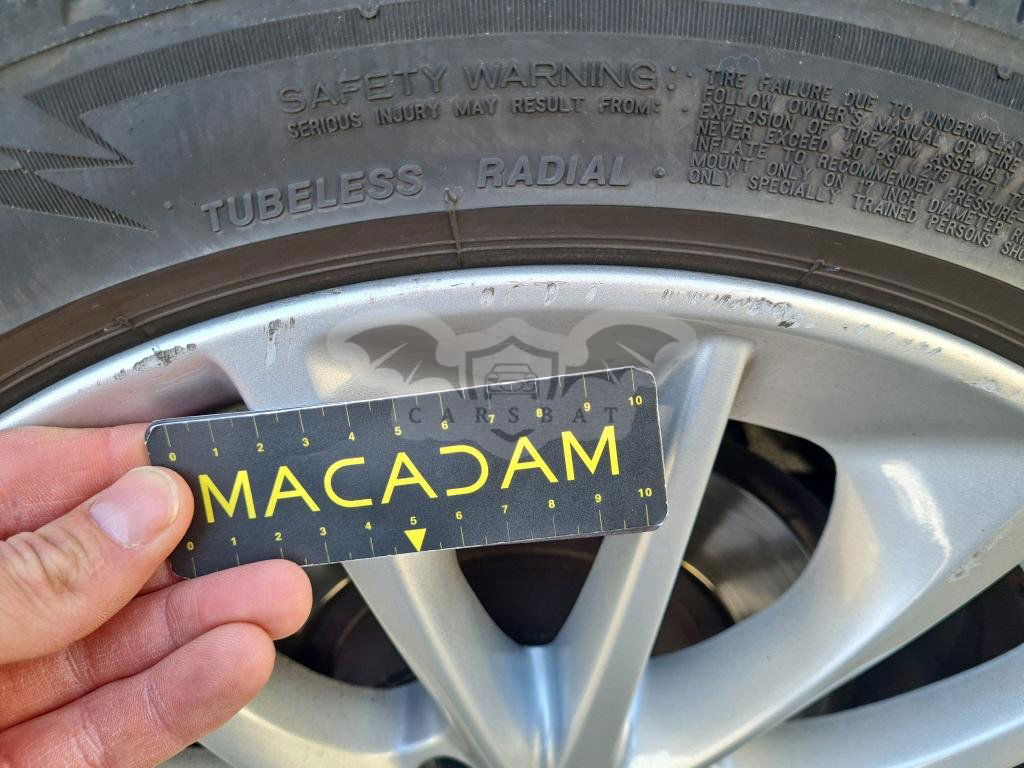 SAFETY WARNING:
SERIOUS INJURY MAY RESULT FROM:
TUBELESS RADIAL
TIRE FAILURE DUE TO UNDERINFLAT
FOLLOW OWNER'S MANUAL OR TIRE
EXPLOSION OF TIRE/RIM ASSEMBLY
NEVER EXCEED 40 PSI [275 KPa] TO
INFLATE TO RECOMMENDED PRESSURE
MOUNT ONLY ON 17 INCH DIAMETER
ONLY SPECIALLY TRAINED PERSONS SHO
CARSBAT
0 1 2 3 4 5 6 7 8 9 10
MACADAM
0 1 2 3 4 5 6 7 8 9 10